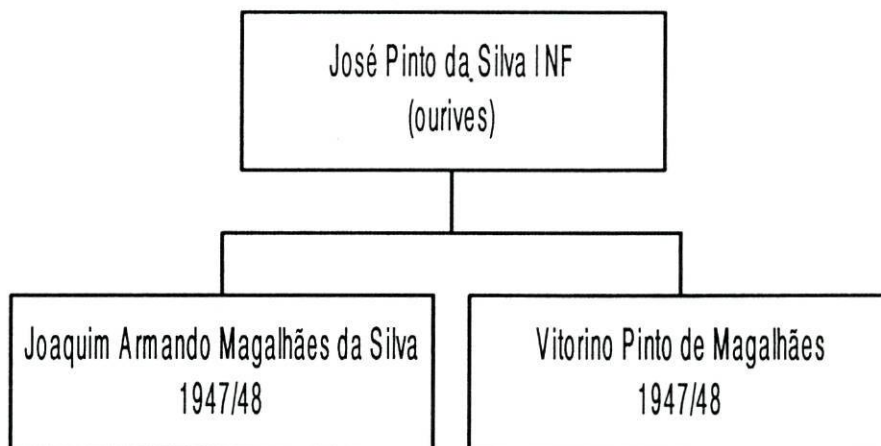 José Pinto da Silva INF
(ourives)
Joaquim Armando Magalhães da Silva
1947/48
Vitorino Pinto de Magalhães
1947/48